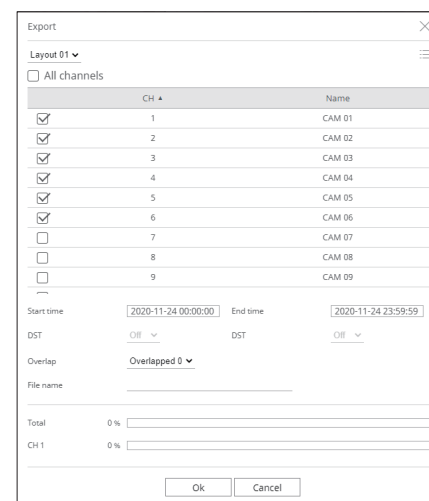 Export
Layout 01
All channels
CH Name
1 CAM 01
2 CAM 02
3 CAM 03
4 CAM 04
5 CAM 05
6 CAM 06
7 CAM 07
8 CAM 08
9 CAM 09
Start time 2020-11-24 00:00:00 End time 2020-11-24 23:59:59
DST Off DST Off
Overlap Overlapped 0
File name
Total 0 %
CH 1 0 %
Ok Cancel